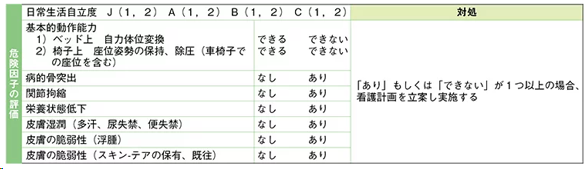 危険因子の評価
日常生活自立度 J(1,2) A(1,2) B(1,2) C(1,2) 対処
基本的動作能力
1)ベッド上 自力体位変換 できる できない
2)椅子上 座位姿勢の保持、除圧(車椅子での座位を含む) できる できない
病的骨突出 なし あり
関節拘縮 なし あり
栄養状態低下 なし あり
皮膚湿潤(多汗、尿失禁、便失禁) なし あり
皮膚の脆弱性(浮腫) なし あり
皮膚の脆弱性(スキン-テアの保有、既往) なし あり
「あり」もしくは「できない」が1つ以上の場合、
看護計画を立案し実施する